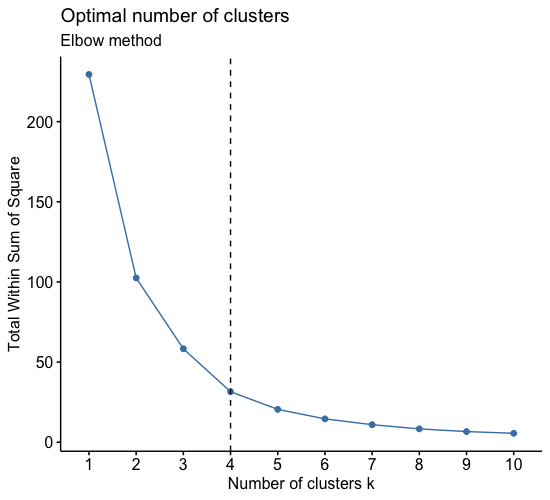 Optimal number of clusters
Elbow method
Total Within Sum of Square
200
150
100
50
0
1 2 3 4 5 6 7 8 9 10
Number of clusters k